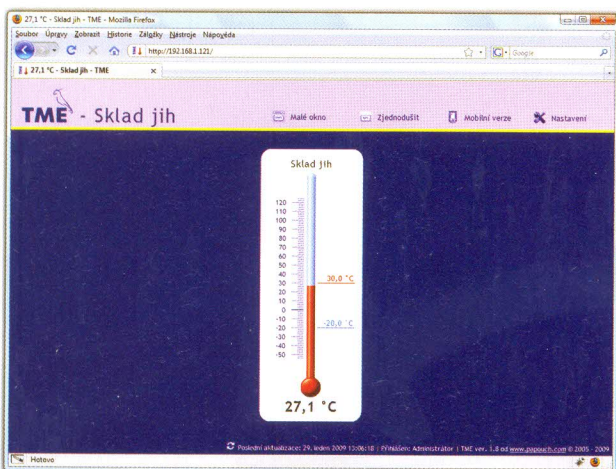 27,1 °C - Sklad jih - TME - Mozilla Firefox
Soubor Úpravy Zobrazit Historie Záložky Nástroje Nápověda
http://192.168.1.121/
Google
27,1 °C - Sklad jih - TME
TME - Sklad jih
Malé okno
Zjednodušit
Mobilní verze
Nastavení
Sklad jih
120
110
100
90
80
70
60
50
40
30
20
10
0
-10
-20
-30
-40
-50
30,0 °C
-20,0 °C
27,1 °C
Poslední aktualizace: 29. leden 2009 13:06:18 | Přihlášen: Administrátor | TME ver. 1.8 od www.papouch.com © 2005 - 2009
Hotovo